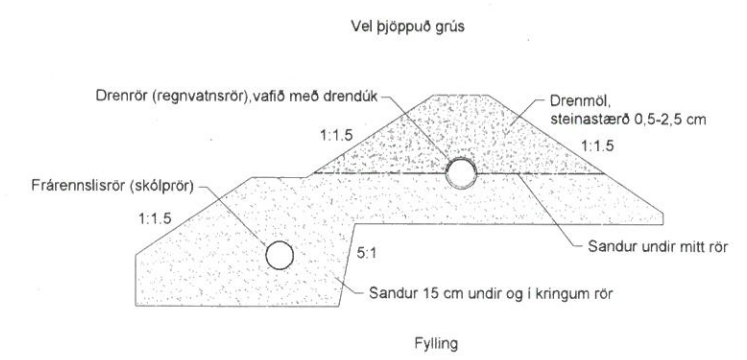 Vel þjöppuð grús
Drenrör (regnvatnsrör),vafið með drendúk
Drenmöl,
steinastærð 0,5-2,5 cm
1:1.5
1:1.5
Frárennslisrör (skólprör)
1:1.5
Sandur undir mitt rör
5:1
Sandur 15 cm undir og í kringum rör
Fylling